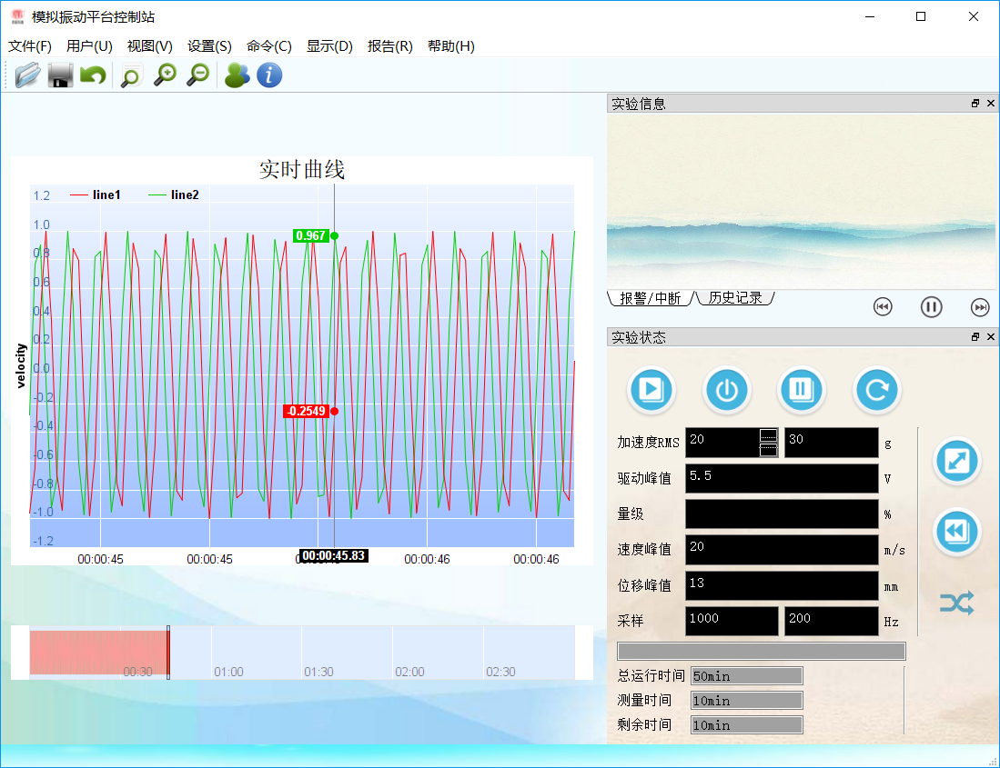 模拟振动平台控制站
文件(F) 用户(U) 视图(V) 设置(S) 命令(C) 显示(D) 报告(R) 帮助(H)
实时曲线
line1 line2
1.2
1.0
0.8
0.6
0.4
0.2
0.0
-0.2
-0.4
-0.6
-0.8
-1.0
-1.2
velocity
0.967
-0.2549
00:00:45 00:00:45 00:00:45.83 00:00:46 00:00:46
00:30 01:00 01:30 02:00 02:30
实验信息
报警/中断 历史记录
实验状态
加速度RMS 20 30 g
驱动峰值 5.5 V
量级 %
速度峰值 20 m/s
位移峰值 13 mm
采样 1000 200 Hz
总运行时间 50min
测量时间 10min
剩余时间 10min